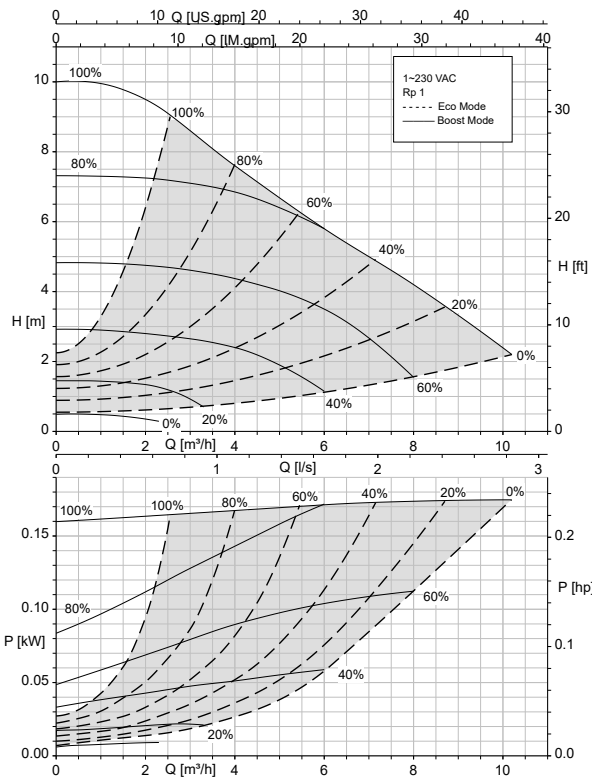 0 10 20 30 40
Q [US.gpm]
0 10 20 30 40
Q [IM.gpm]
1~230 VAC
Rp 1
Eco Mode
Boost Mode
100%
100%
80%
80%
60%
40%
20%
0%
60%
40%
20%
0%
10
8
6
4
2
0
H [m]
30
20
10
0
H [ft]
0 2 4 6 8 10
Q [m³/h]
0 1 2 3
Q [l/s]
100%
100%
80%
60%
40%
20%
0%
80%
60%
40%
20%
0.15
0.10
0.05
0.00
P [kW]
0.2
0.1
0.0
P [hp]
0 2 4 6 8 10
Q [m³/h]